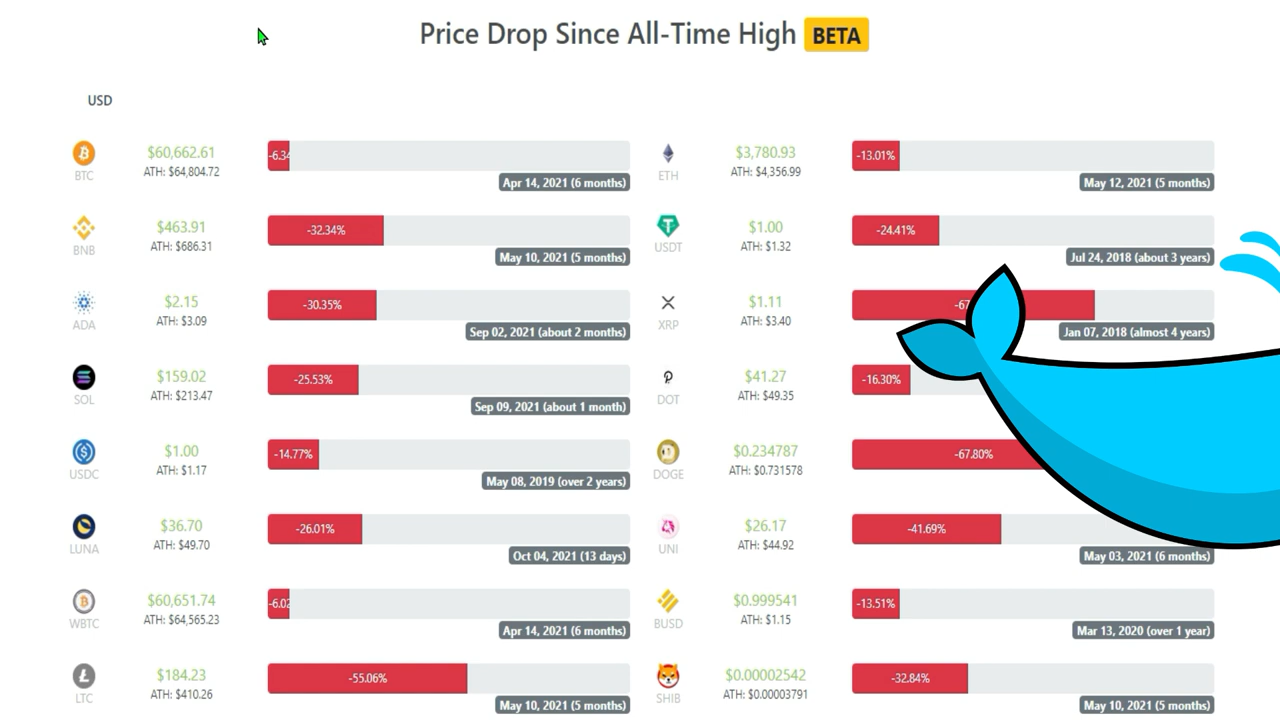 Price Drop Since All-Time High BETA
USD
BTC
$60,662.61
ATH: $64,804.72
Apr 14, 2021 (6 months)
ETH
$3,780.93
ATH: $4,356.99
-13.01%
May 12, 2021 (5 months)
BNB
$463.91
ATH: $686.31
-32.34%
May 10, 2021 (5 months)
USDT
$1.00
ATH: $1.32
-24.41%
Jul 24, 2018 (about 3 years)
ADA
$2.15
ATH: $3.09
-30.35%
Sep 02, 2021 (about 2 months)
XRP
$1.11
ATH: $3.40
Jan 07, 2018 (almost 4 years)
SOL
$159.02
ATH: $213.47
-25.53%
Sep 09, 2021 (about 1 month)
DOT
$41.27
ATH: $49.35
-16.30%
USDC
$1.00
ATH: $1.17
-14.77%
May 08, 2019 (over 2 years)
DOGE
$0.234787
ATH: $0.731578
-67.80%
LUNA
$36.70
ATH: $49.70
-26.01%
Oct 04, 2021 (13 days)
UNI
$26.17
ATH: $44.92
-41.69%
May 03, 2021 (6 months)
WBTC
$60,651.74
ATH: $64,565.23
Apr 14, 2021 (6 months)
BUSD
$0.999541
ATH: $1.15
-13.51%
Mar 13, 2020 (over 1 year)
LTC
$184.23
ATH: $410.26
-55.06%
May 10, 2021 (5 months)
SHIB
$0.00002542
ATH: $0.00003791
-32.84%
May 10, 2021 (5 months)